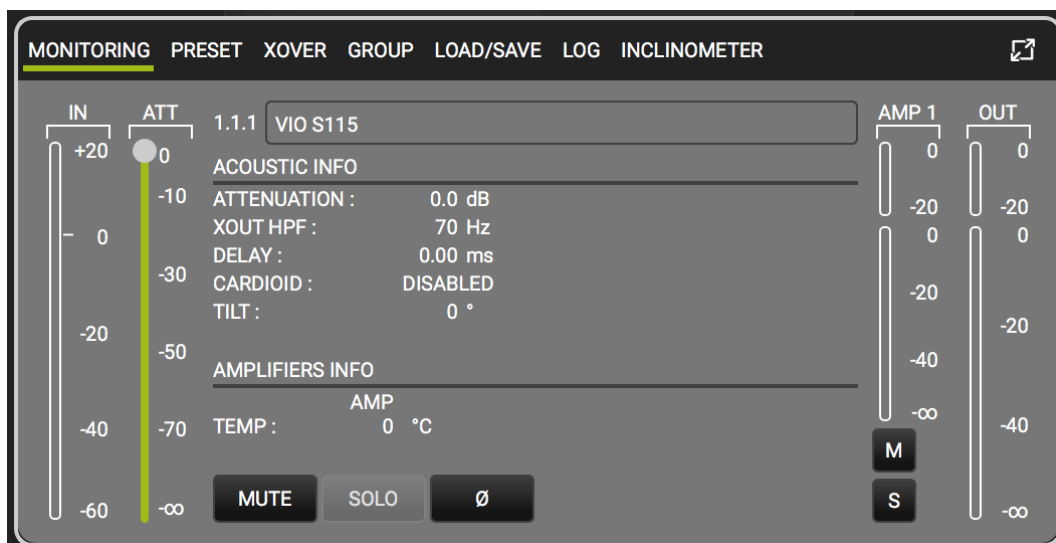 MONITORING PRESET XOVER GROUP LOAD/SAVE LOG INCLINOMETER
IN ATT
+20
0
-20
-40
-60
0
-10
-30
-50
-70
-∞
1.1.1 VIO S115
ACOUSTIC INFO
ATTENUATION : 0.0 dB
XOUT HPF : 70 Hz
DELAY : 0.00 ms
CARDIOID : DISABLED
TILT : 0 °
AMPLIFIERS INFO
AMP
TEMP : 0 °C
MUTE SOLO Ø
AMP 1
0
-20
0
-20
-40
-∞
M
S
OUT
0
-20
0
-20
-40
-∞